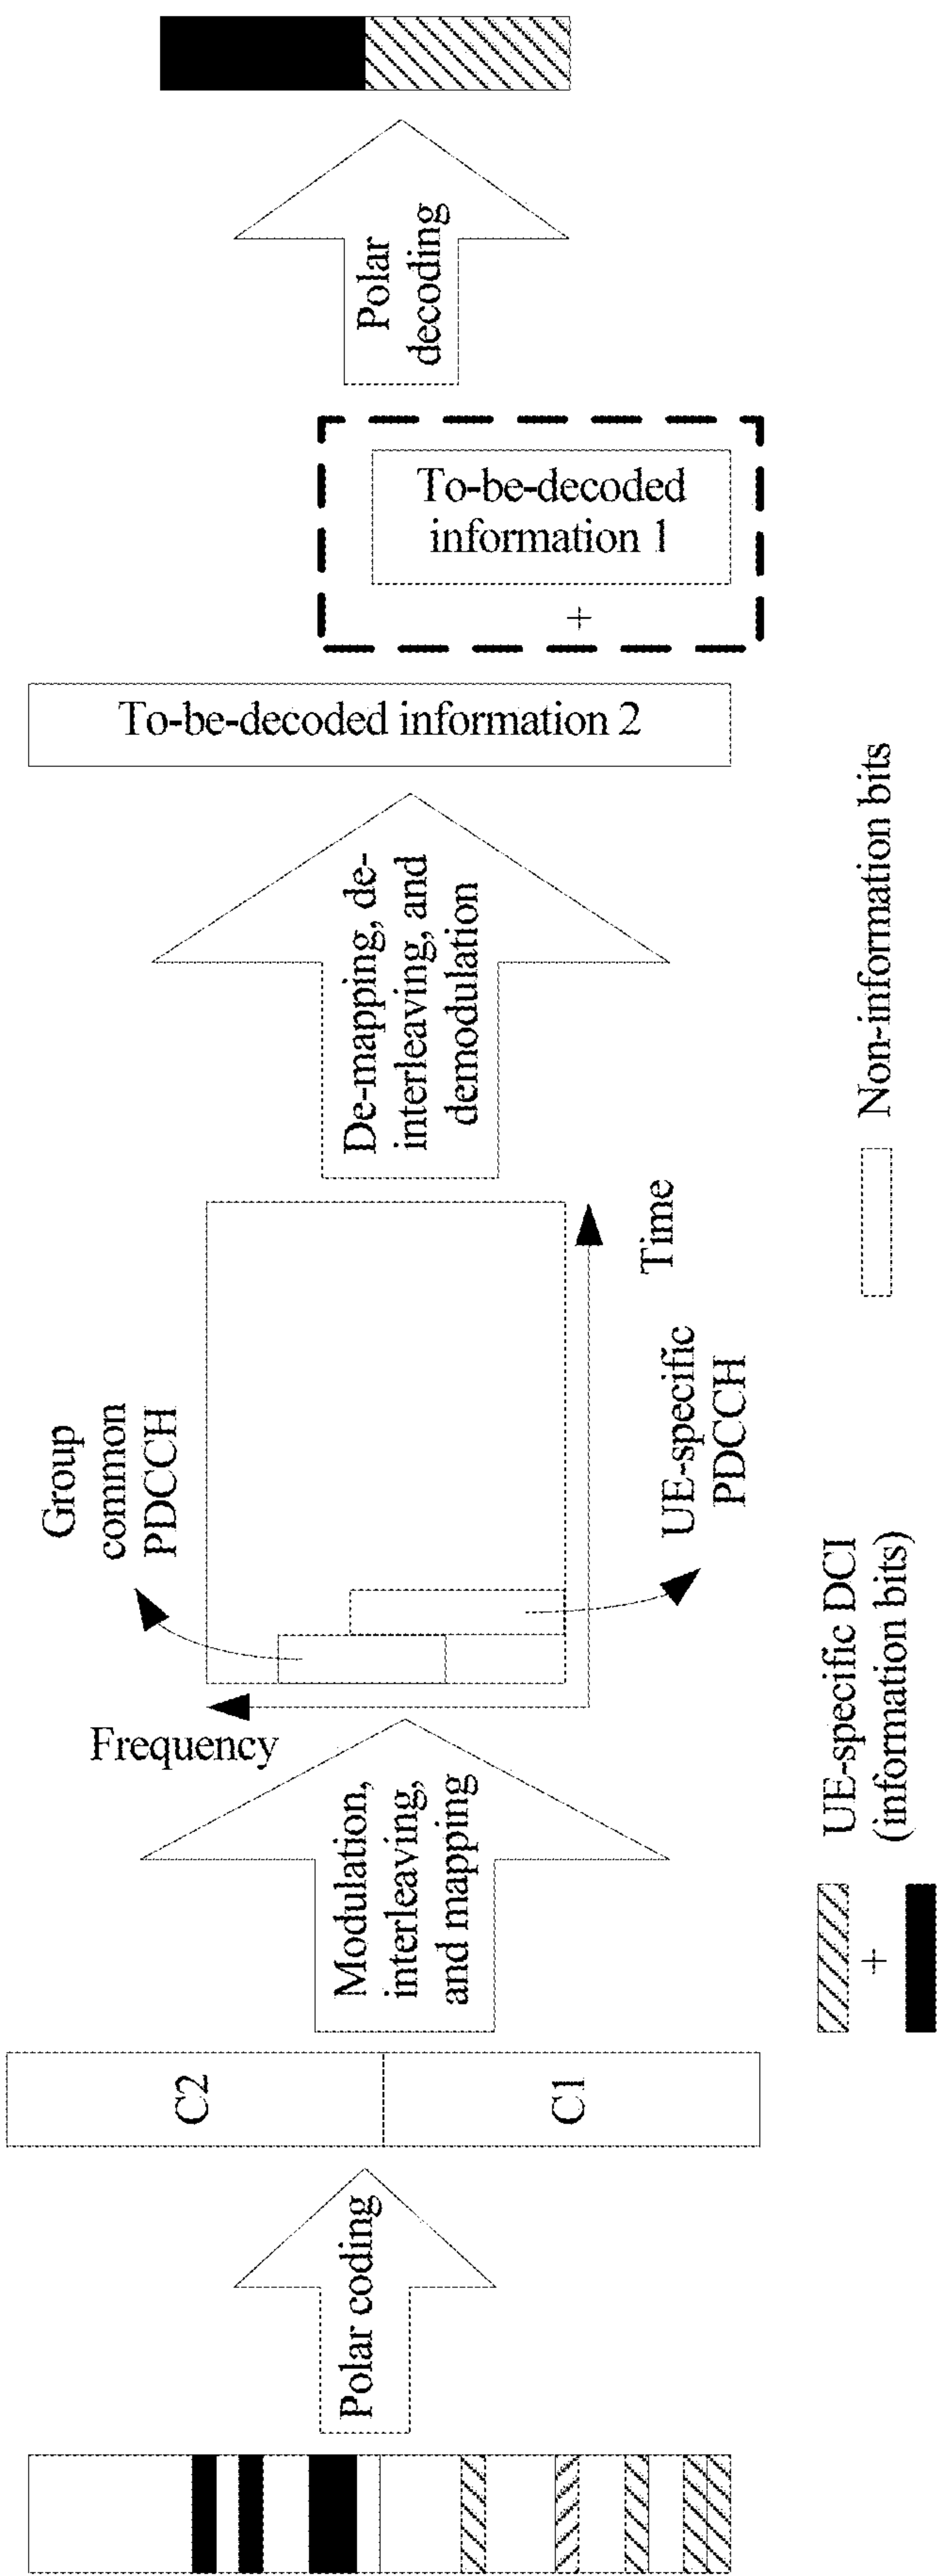 Polar coding
C2
C1
Modulation,
interleaving,
and mapping
Frequency
Group
common
PDCCH
UE-specific
PDCCH
Time
De-mapping, de-
interleaving, and
demodulation
To-be-decoded information 2
+
To-be-decoded
information 1
Polar
decoding
+
UE-specific DCI
(information bits)
Non-information bits